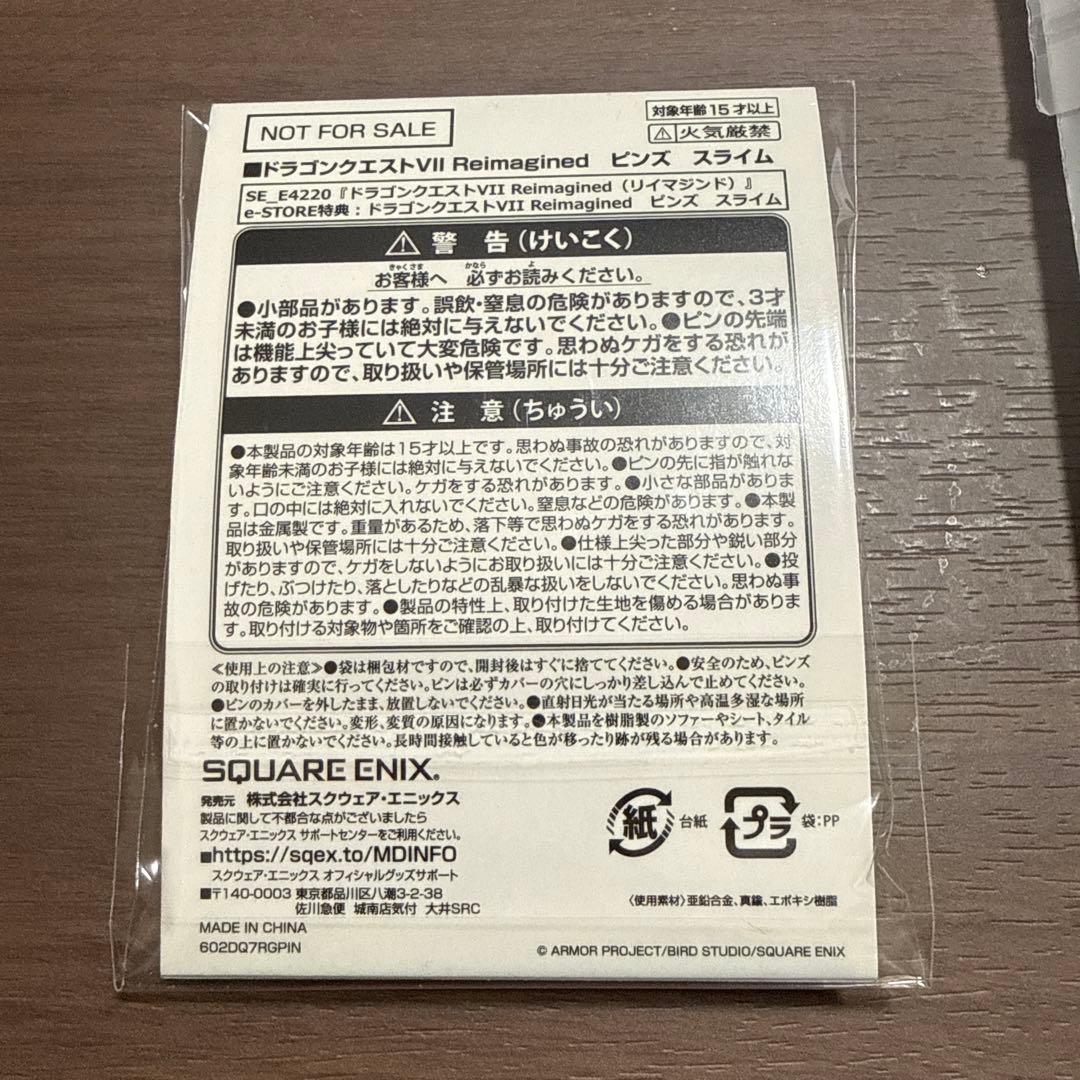 NOT FOR SALE
対象年齢15才以上
⚠火気厳禁
■ドラゴンクエストVII Reimagined ピンズ スライム
SE_E4220『ドラゴンクエストVII Reimagined（リイマジンド）』
e-STORE特典：ドラゴンクエストVII Reimagined ピンズ スライム
⚠ 警 告（けいこく）
お客様へ 必ずお読みください。
きゃくさま かなら よ
●小部品があります。誤飲・窒息の危険がありますので、3才
未満のお子様には絶対に与えないでください。●ピンの先端
は機能上尖っていて大変危険です。思わぬケガをする恐れが
ありますので、取り扱いや保管場所には十分ご注意ください。
⚠ 注 意（ちゅうい）
●本製品の対象年齢は15才以上です。思わぬ事故の恐れがありますので、対
象年齢未満のお子様には絶対に与えないでください。●ピンの先に指が触れな
いようにご注意ください。ケガをする恐れがあります。●小さな部品がありま
す。口の中には絶対に入れないでください。窒息などの危険があります。●本製
品は金属製です。重量があるため、落下等で思わぬケガをする恐れがあります。
取り扱いや保管場所には十分ご注意ください。●仕様上尖った部分や鋭い部分
がありますので、ケガをしないようにお取り扱いには十分ご注意ください。●投
げたり、ぶつけたり、落としたりなどの乱暴な扱いをしないでください。思わぬ事
故の危険があります。●製品の特性上、取り付けた生地を傷める場合がありま
す。取り付ける対象物や箇所をご確認の上、取り付けてください。
≪使用上の注意≫●袋は梱包材ですので、開封後はすぐに捨ててください。●安全のため、ピンズ
の取り付けは確実に行ってください。ピンは必ずカバーの穴にしっかり差し込んで止めてください。
●ピンのカバーを外したまま、放置しないでください。●直射日光が当たる場所や高温多湿な場所
に置かないでください。変形、変質の原因になります。●本製品を樹脂製のソファーやシート、タイル
等の上に置かないでください。長時間接触していると色が移ったり跡が残る場合があります。
SQUARE ENIX®
発売元 株式会社スクウェア・エニックス
製品に関して不都合な点がございましたら
スクウェア・エニックス サポートセンターをご利用ください。
■https://sqex.to/MDINFO
スクウェア・エニックス オフィシャルグッズサポート
■〒140-0003 東京都品川区八潮3-2-38
佐川急便 城南店気付 大井SRC
MADE IN CHINA
602DQ7RGPIN
紙 台紙
プラ 袋：PP
〈使用素材〉亜鉛合金、真鍮、エポキシ樹脂
© ARMOR PROJECT/BIRD STUDIO/SQUARE ENIX